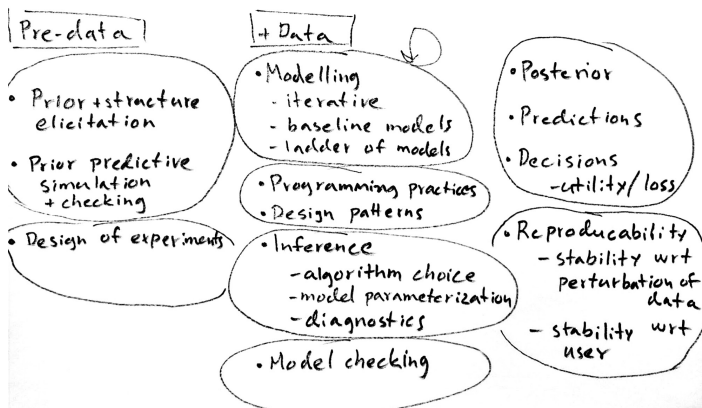 Pre-data
• Prior + structure
elicitation
• Prior predictive
simulation
+ checking
• Design of experiments
+ Data
• Modelling
- iterative
- baseline models
- ladder of models
• Programming practices
• Design patterns
• Inference
- algorithm choice
- model parameterization
- diagnostics
• Model checking
• Posterior
• Predictions
• Decisions
- utility/loss
• Reproducability
- stability wrt
perturbation of
data
- stability wrt
user